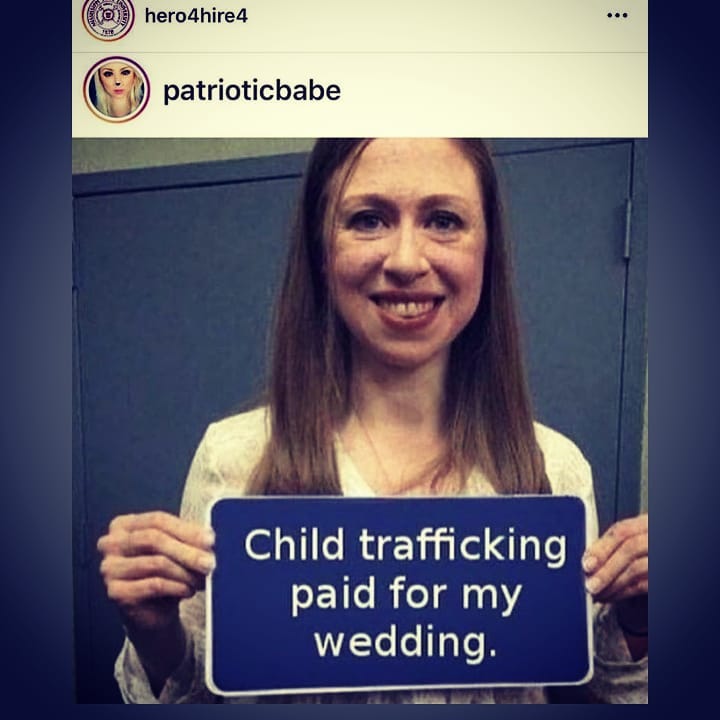 hero4hire4
patrioticbabe
Child trafficking
paid for my
wedding.